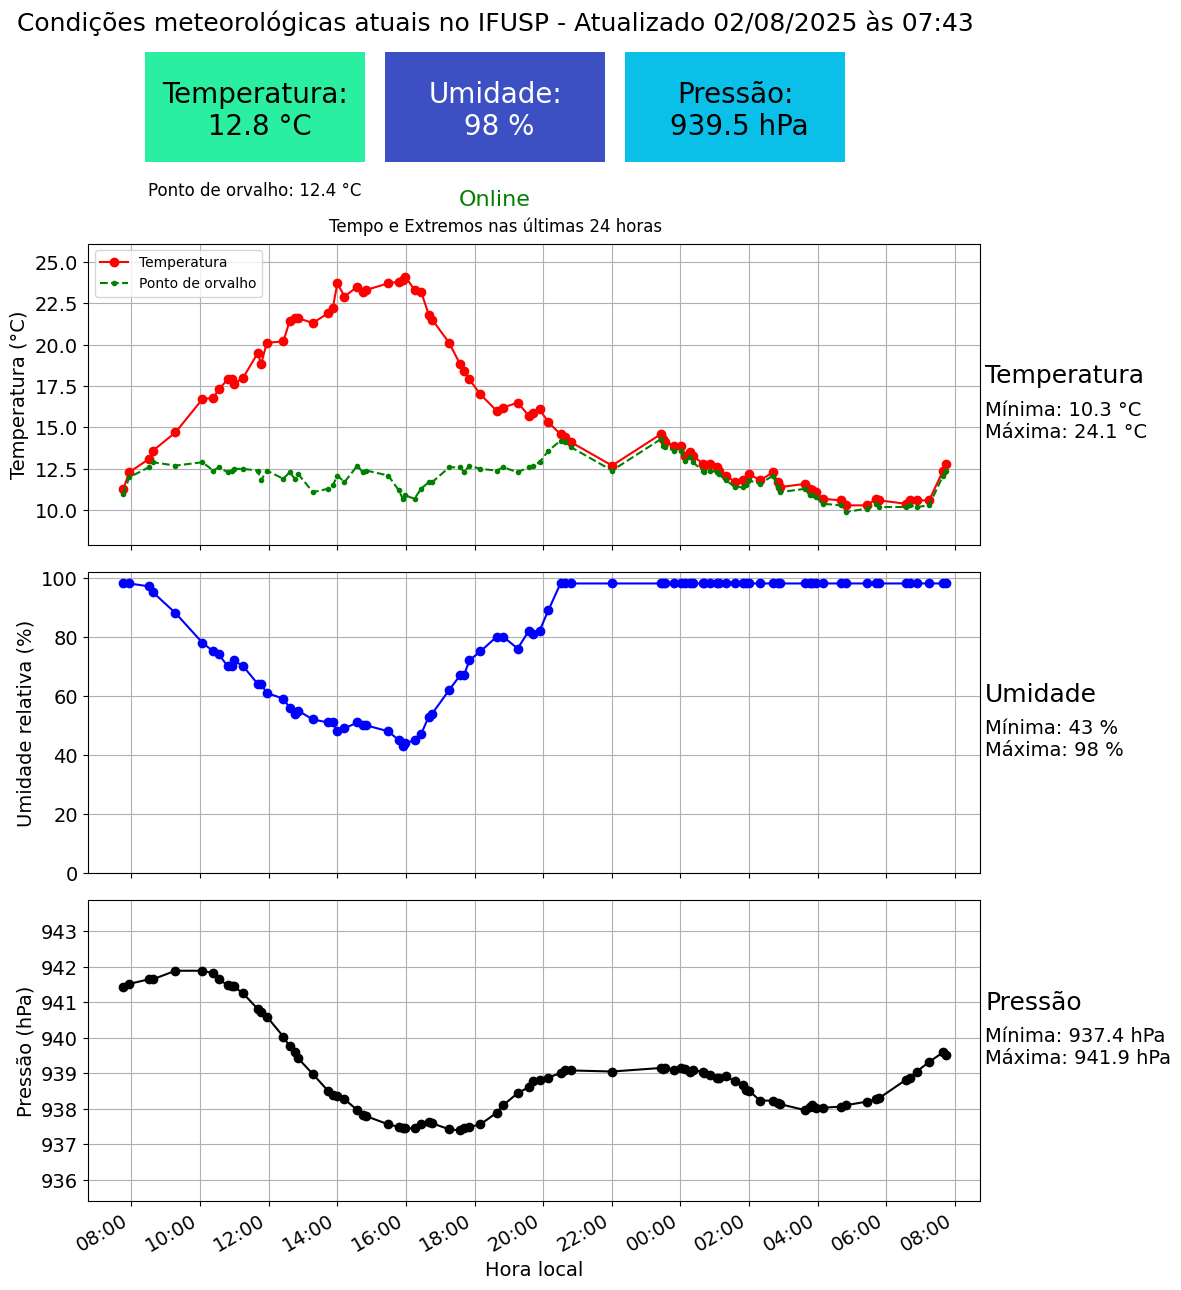 Condições meteorológicas atuais no IFUSP - Atualizado 02/08/2025 às 07:43
Temperatura:
12.8 °C
Umidade:
98 %
Pressão:
939.5 hPa
Ponto de orvalho: 12.4 °C
Online
Tempo e Extremos nas últimas 24 horas
Temperatura
Ponto de orvalho
Temperatura (°C)
25.0
22.5
20.0
17.5
15.0
12.5
10.0
Temperatura
Mínima: 10.3 °C
Máxima: 24.1 °C
Umidade relativa (%)
100
80
60
40
20
0
Umidade
Mínima: 43 %
Máxima: 98 %
Pressão (hPa)
943
942
941
940
939
938
937
936
Pressão
Mínima: 937.4 hPa
Máxima: 941.9 hPa
08:00
10:00
12:00
14:00
16:00
18:00
20:00
22:00
00:00
02:00
04:00
06:00
08:00
Hora local